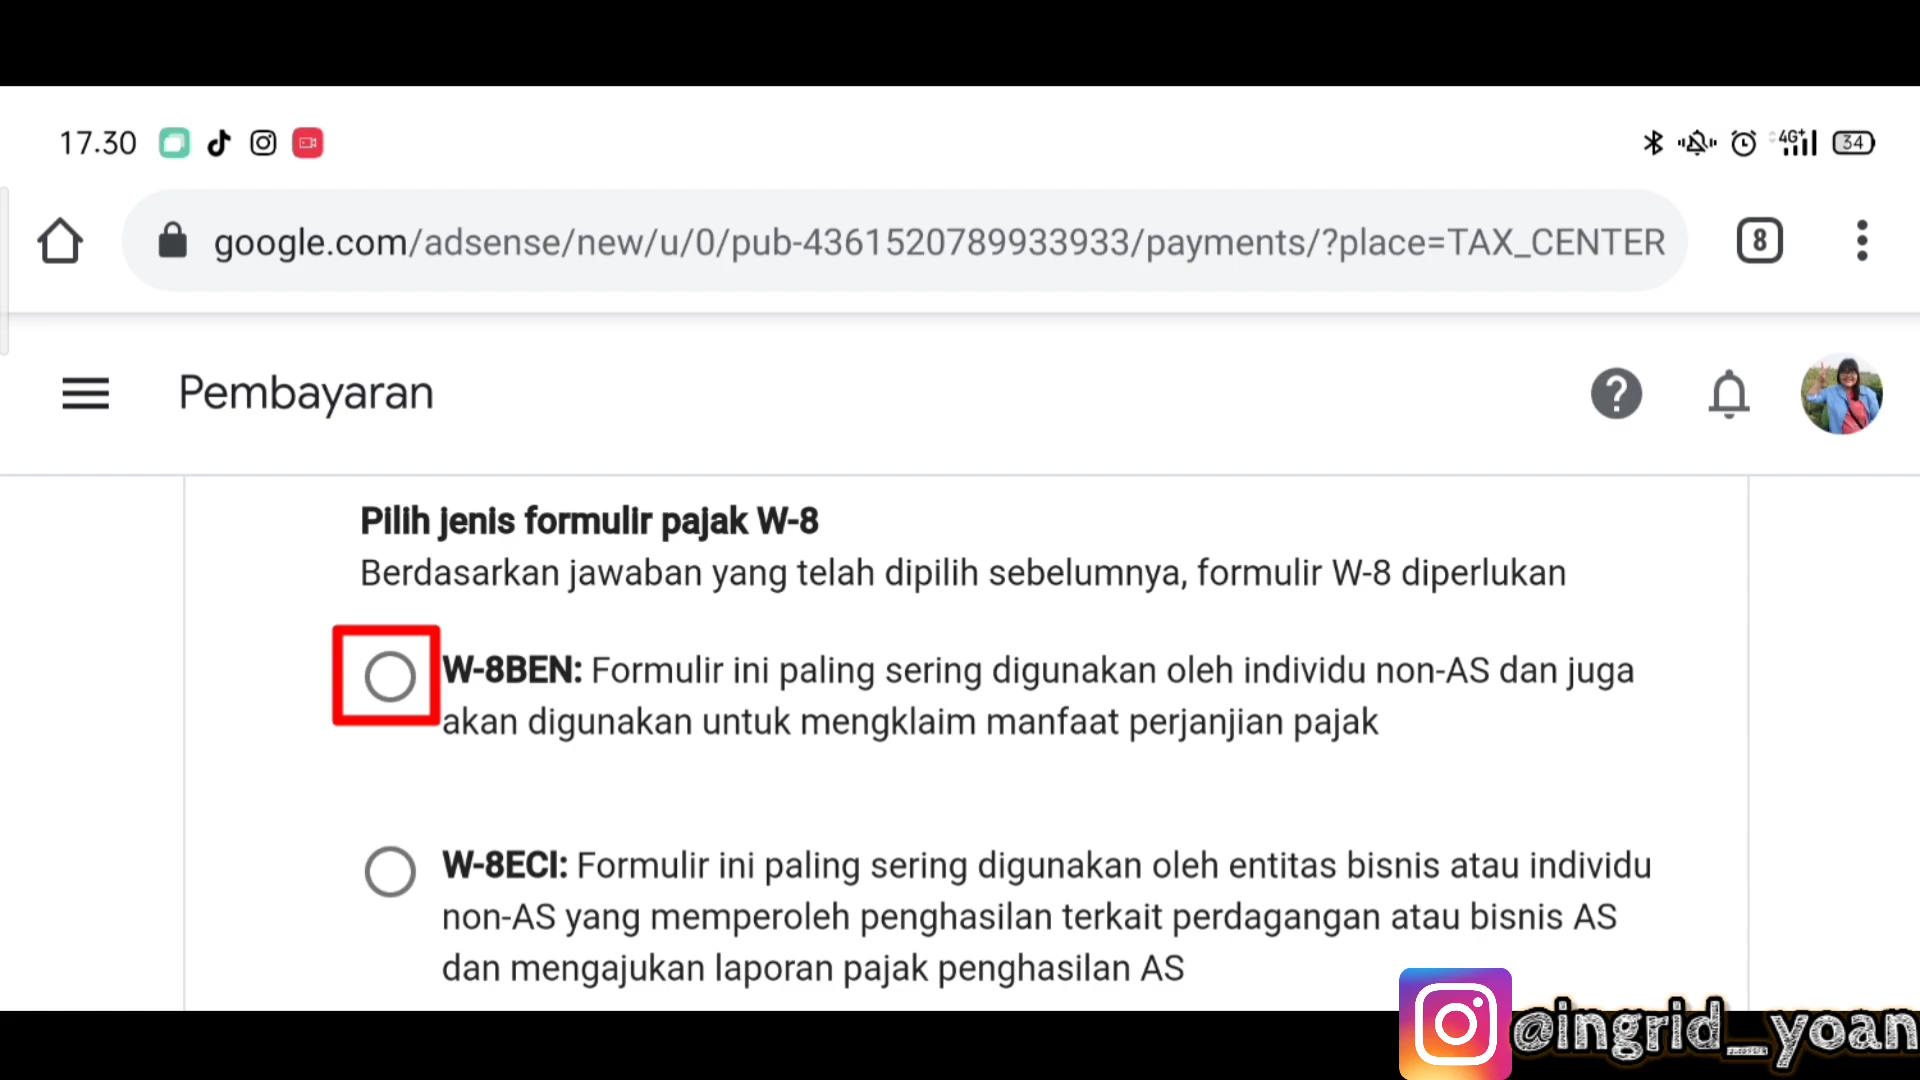 17.30 4G+ 34
google.com/adsense/new/u/0/pub-4361520789933933/payments/?place=TAX_CENTER 8
Pembayaran ?
Pilih jenis formulir pajak W-8
Berdasarkan jawaban yang telah dipilih sebelumnya, formulir W-8 diperlukan
W-8BEN: Formulir ini paling sering digunakan oleh individu non-AS dan juga
akan digunakan untuk mengklaim manfaat perjanjian pajak
W-8ECI: Formulir ini paling sering digunakan oleh entitas bisnis atau individu
non-AS yang memperoleh penghasilan terkait perdagangan atau bisnis AS
dan mengajukan laporan pajak penghasilan AS
@ingrid_yoan